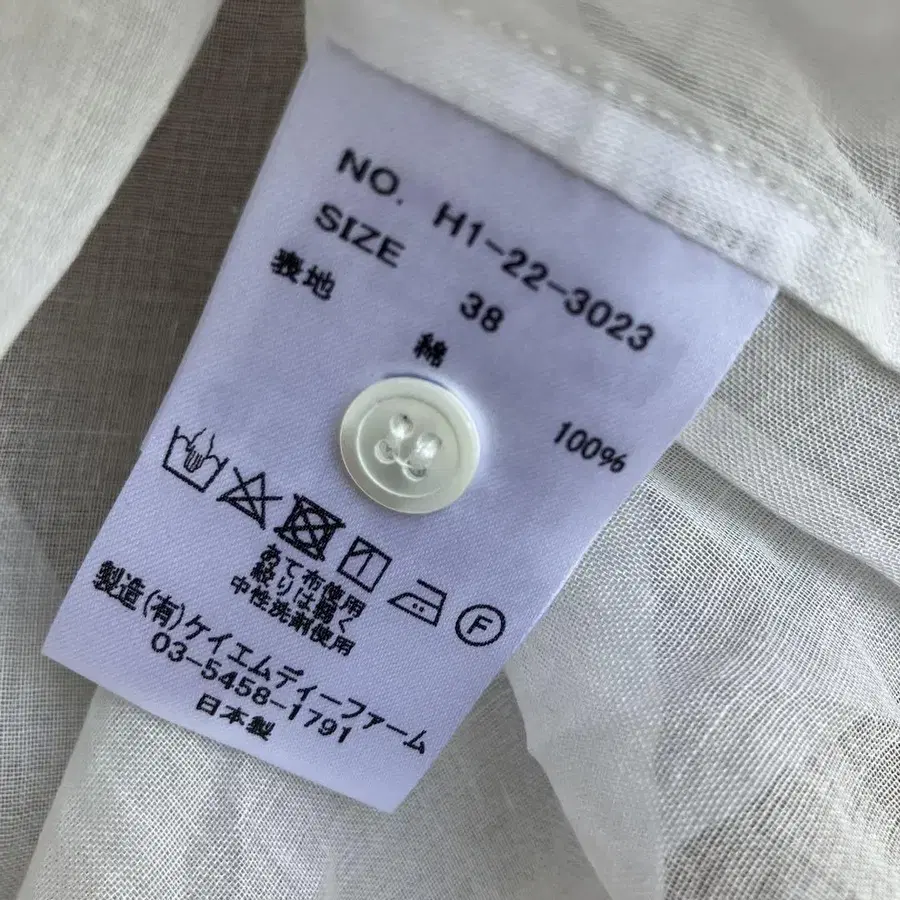 NO. H1-22-3023
SIZE 38
表地 綿 100%
F
あて布使用
絞りは弱く
中性洗剤使用
製造(有)ケイエムディーファーム
03-5458-1791
日本製